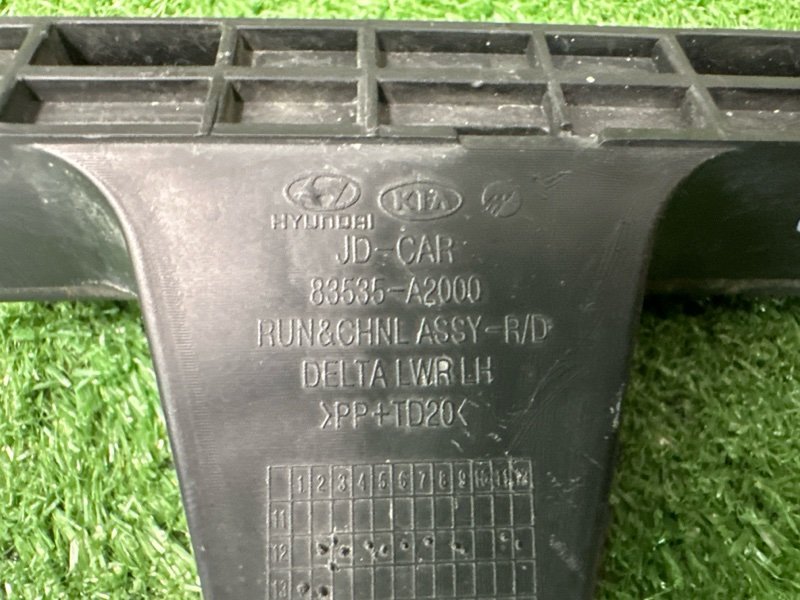 HYUNDAI KIA
JD-CAR
83535-A2000
RUN&CHNL ASSY-R/D
DELTA LWR LH
>PP+TD20<
1 2 3 4 5 6 7 8 9 10 11 12
11
12
13